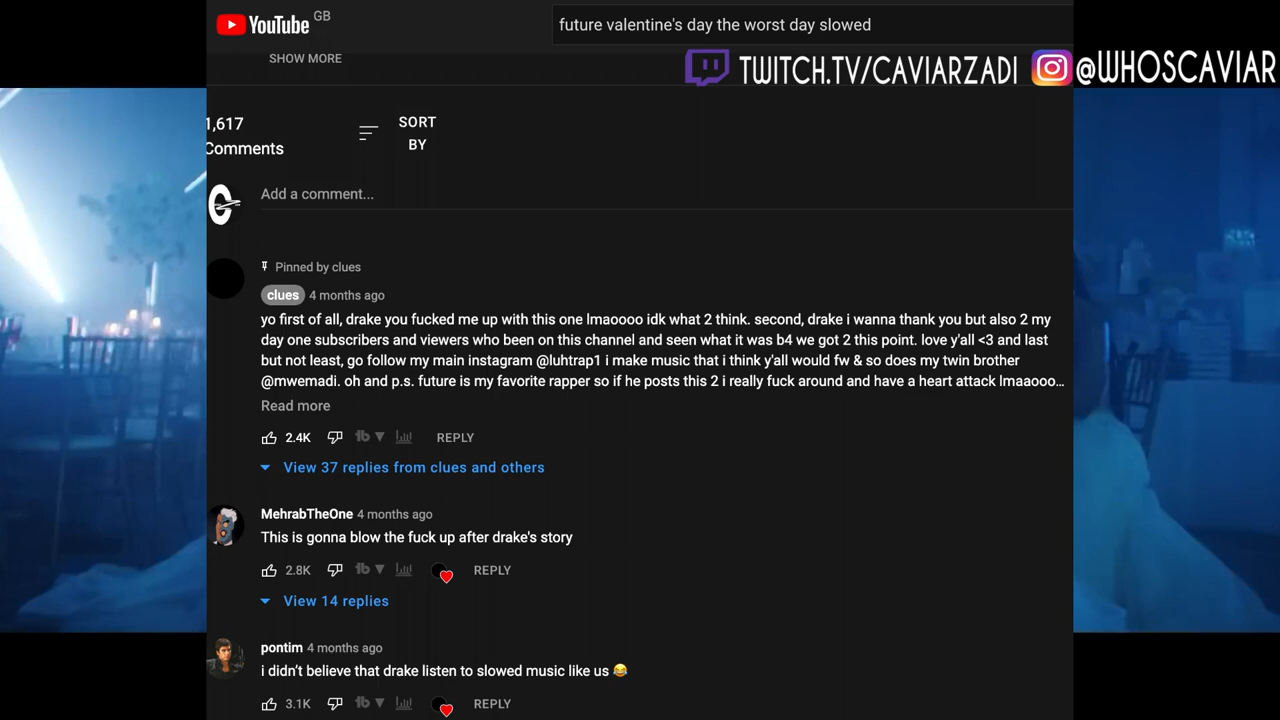 YouTube GB
future valentine's day the worst day slowed
SHOW MORE
TWITCH.TV/CAVIARZADI @WHOSCAVIAR
1,617
Comments
SORT
BY
Add a comment...
Pinned by clues
clues 4 months ago
yo first of all, drake you fucked me up with this one lmaoooo idk what 2 think. second, drake i wanna thank you but also 2 my
day one subscribers and viewers who been on this channel and seen what it was b4 we got 2 this point. love y'all <3 and last
but not least, go follow my main instagram @luhtrap1 i make music that i think y'all would fw & so does my twin brother
@mwemadi. oh and p.s. future is my favorite rapper so if he posts this 2 i really fuck around and have a heart attack lmaaooo…
Read more
2.4K tb REPLY
View 37 replies from clues and others
MehrabTheOne 4 months ago
This is gonna blow the fuck up after drake's story
2.8K tb REPLY
View 14 replies
pontim 4 months ago
i didn't believe that drake listen to slowed music like us 😂
3.1K tb REPLY